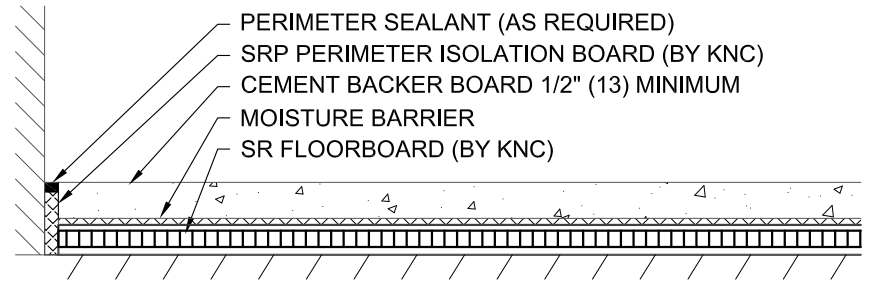 PERIMETER SEALANT (AS REQUIRED)
SRP PERIMETER ISOLATION BOARD (BY KNC)
CEMENT BACKER BOARD 1/2" (13) MINIMUM
MOISTURE BARRIER
SR FLOORBOARD (BY KNC)